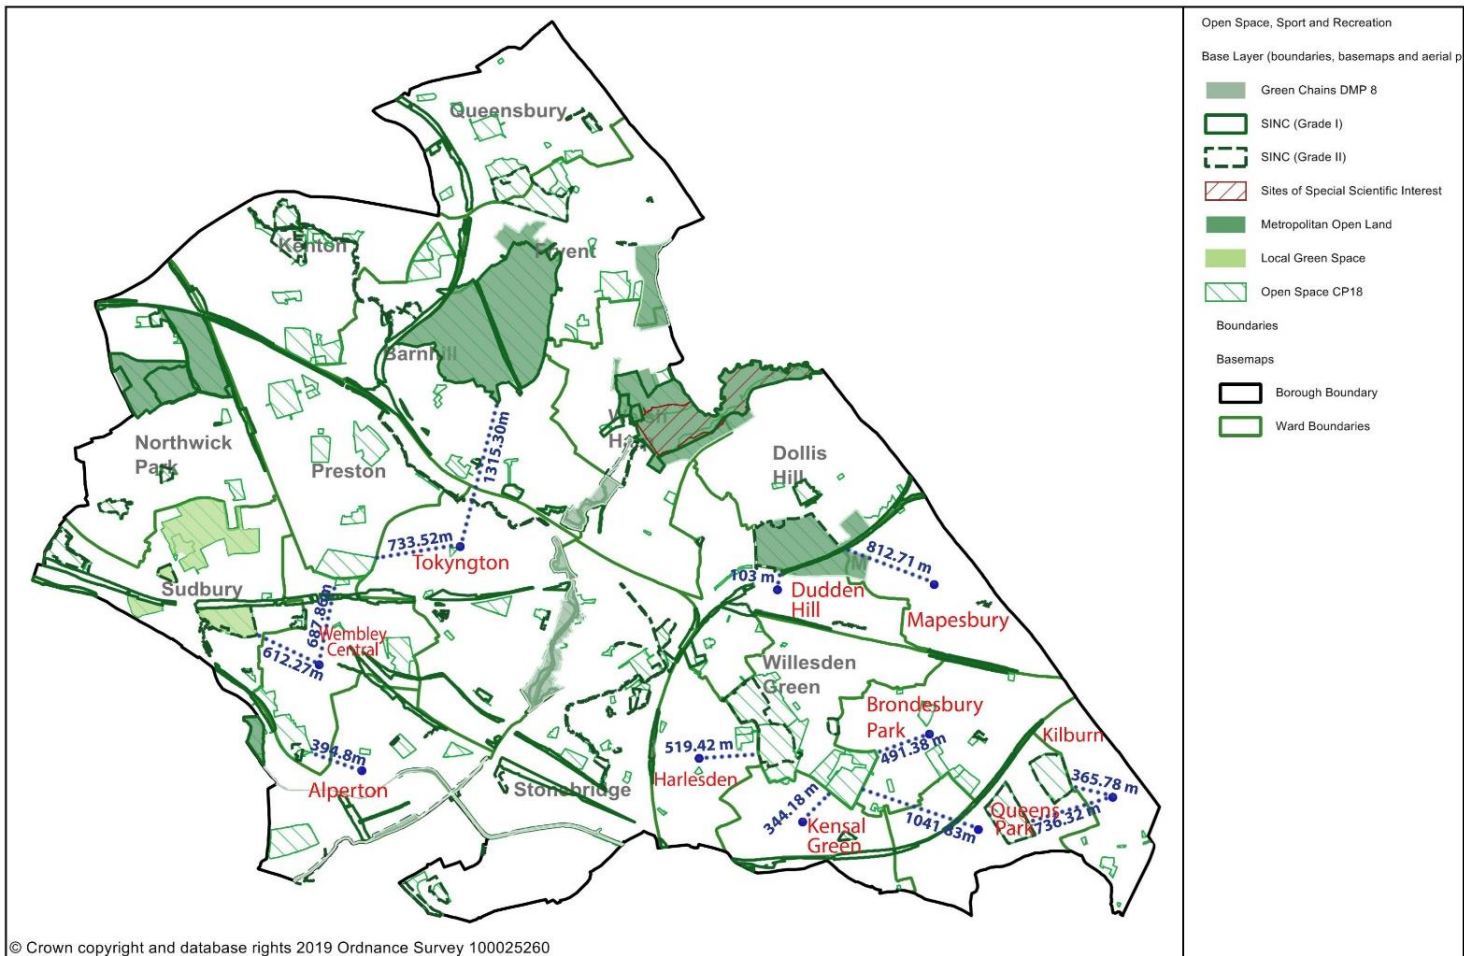 Queensbury
Kenton
Fryent
Barnhill
Northwick
Park
Preston
1315.30m
Welsh
Dollis
Hill
733.52m
Tokyngton
812.71 m
103 m
Dudden
Hill
Mapesbury
Sudbury
687.86m
Wembley
Central
612.27m
Willesden
Green
Brondesbury
Park
491.38 m
Kilburn
519.42 m
Harlesden
394.8m
Alperton
Stonebridge
344.18 m
Kensal
Green
1041.83m
Queens
Park
365.78 m
736.32 m
© Crown copyright and database rights 2019 Ordnance Survey 100025260
Open Space, Sport and Recreation
Base Layer (boundaries, basemaps and aerial p
Green Chains DMP 8
SINC (Grade I)
SINC (Grade II)
Sites of Special Scientific Interest
Metropolitan Open Land
Local Green Space
Open Space CP18
Boundaries
Basemaps
Borough Boundary
Ward Boundaries